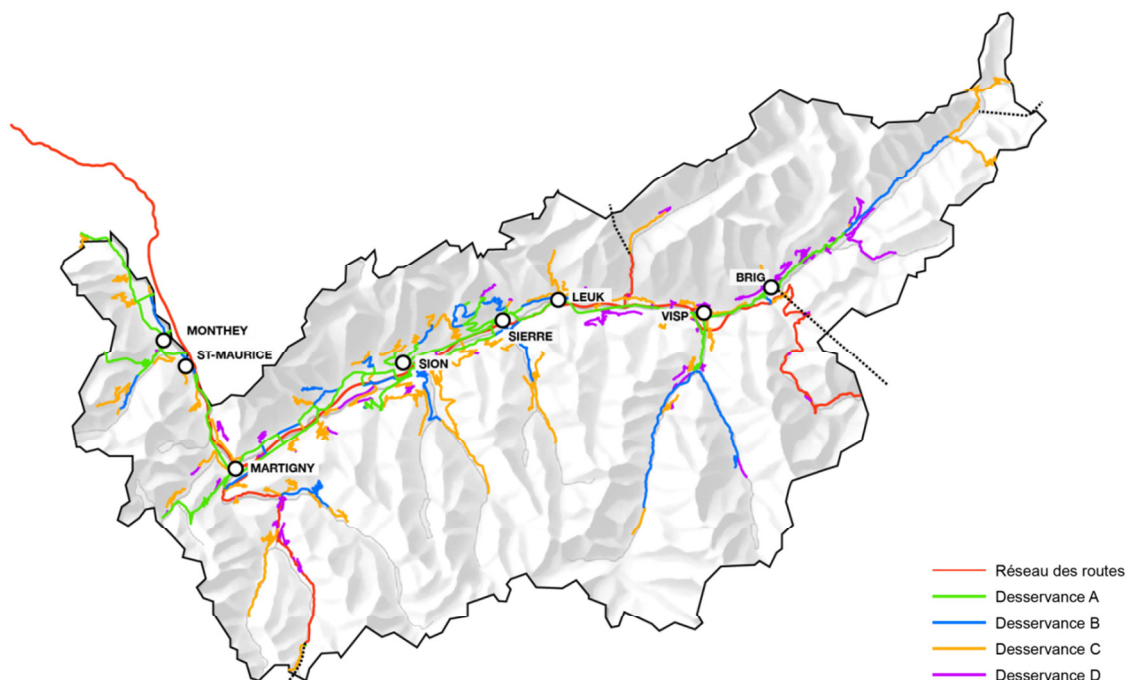 BRIG
LEUK
VISP
SIERRE
MONTHEY
ST-MAURICE
SION
MARTIGNY
Réseau des routes
Desservance A
Desservance B
Desservance C
Desservance D